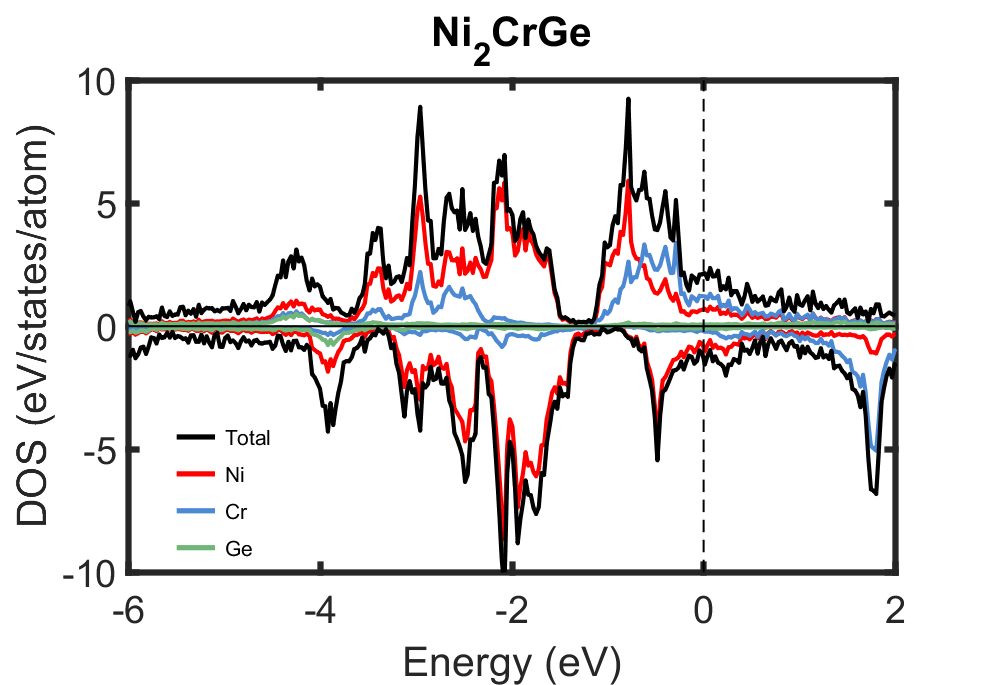 Ni2CrGe
10
5
0
-5
-10
DOS (eV/states/atom)
Total
Ni
Cr
Ge
-6 -4 -2 0 2
Energy (eV)